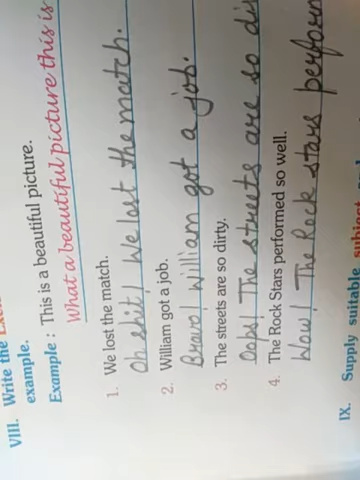 VIII. Write the
example.
Example : This is a beautiful picture.
What a beautiful picture this is
1. We lost the match.
Oh shit! We lost the match.
2. William got a job.
Bravo! William got a job.
3. The streets are so dirty.
Oops! The streets are so di
4. The Rock Stars performed so well.
Wow! The Rock stars perform
IX. Supply suitable subject